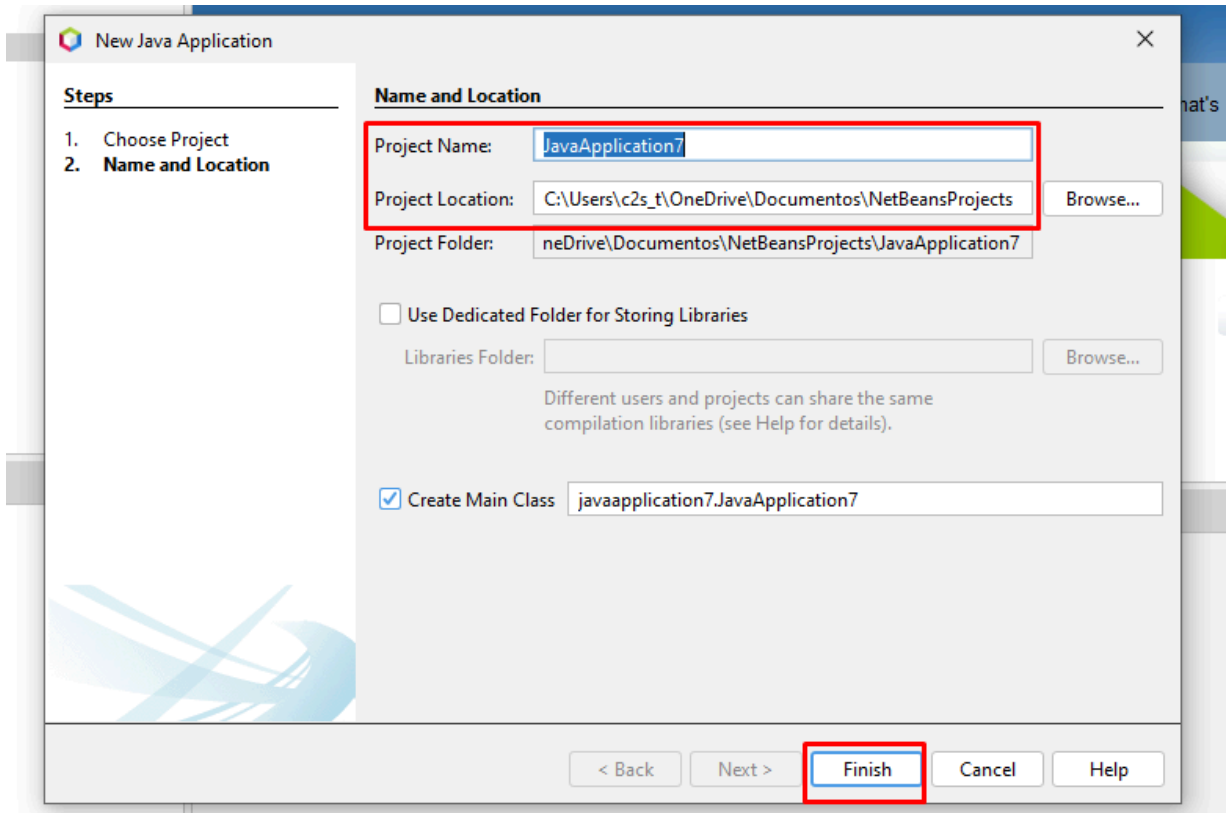 New Java Application
hat's
Steps
1. Choose Project
2. Name and Location
Name and Location
Project Name: JavaApplication7
Project Location: C:\Users\c2s_t\OneDrive\Documentos\NetBeansProjects Browse...
Project Folder: neDrive\Documentos\NetBeansProjects\JavaApplication7
Use Dedicated Folder for Storing Libraries
Libraries Folder: Browse...
Different users and projects can share the same
compilation libraries (see Help for details).
Create Main Class javaapplication7.JavaApplication7
< Back Next > Finish Cancel Help